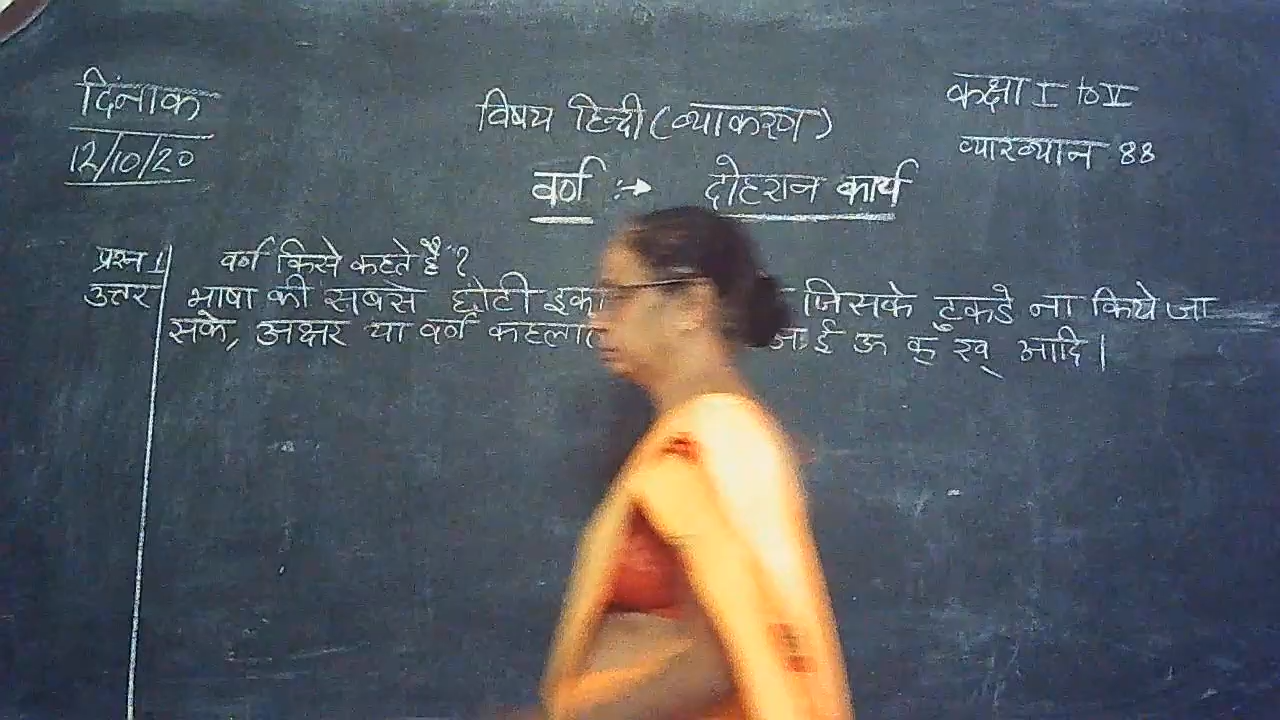 दिंनाक
12/10/20
विषय हिन्दी (व्याकरण)
कक्षा I to V
व्याख्यान 88
वर्ण :→ दोहरान कार्य
प्रश्न 1 वर्ण किसे कहते है ?
उत्तर भाषा की सबसे छोटी जिसके टुकडे ना किये जा
सके, अक्षर या वर्ण ई ऊ क् ख् आदि।